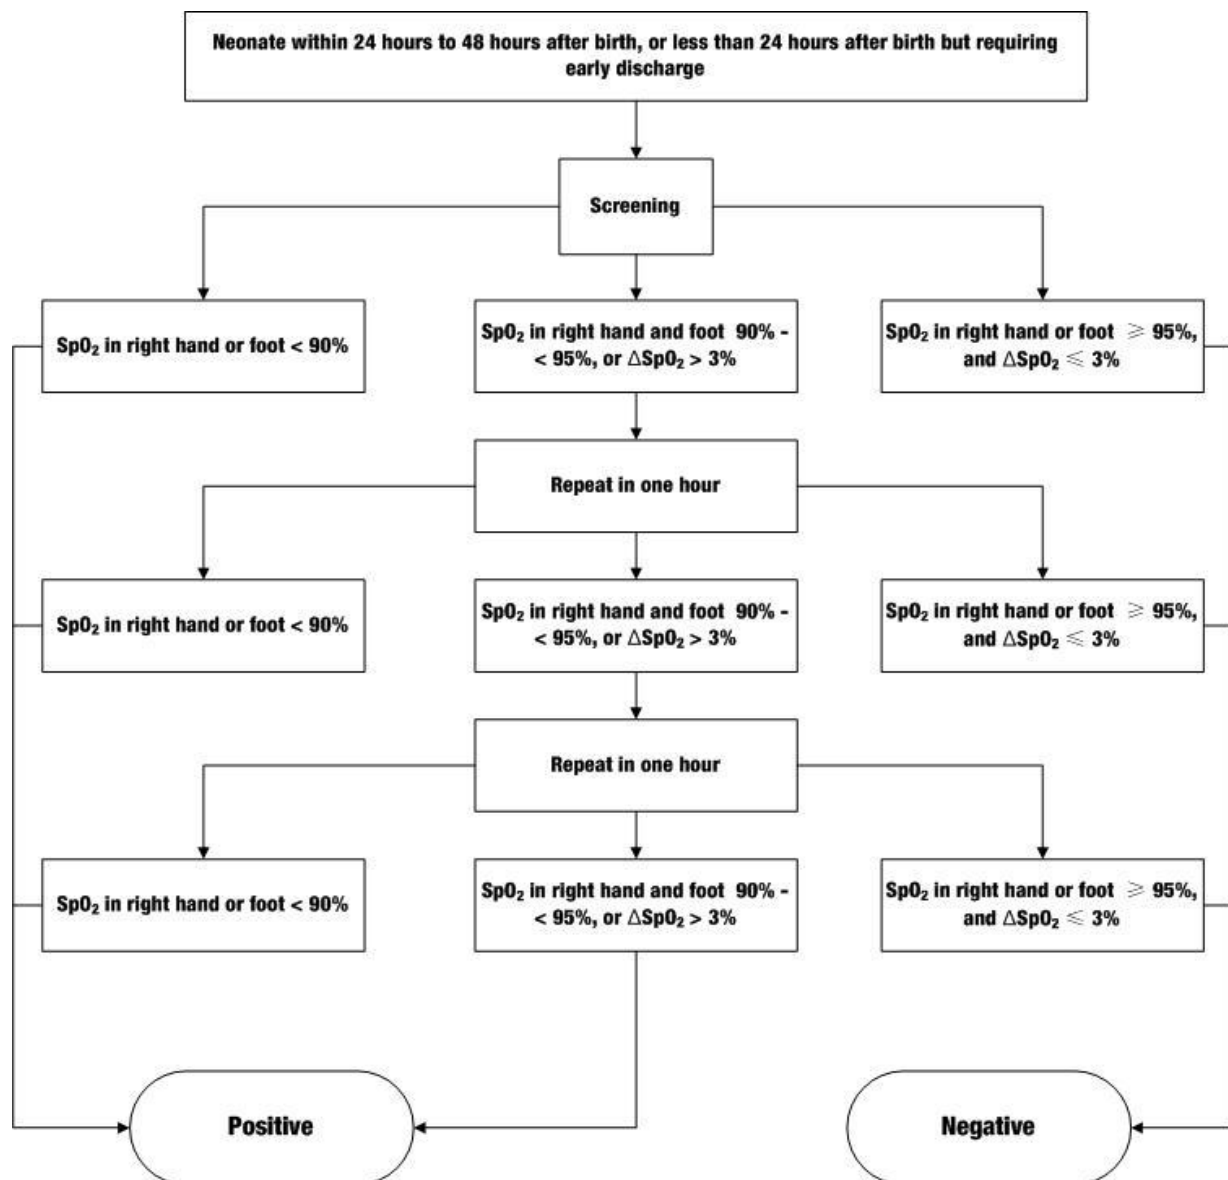 Neonate within 24 hours to 48 hours after birth, or less than 24 hours after birth but requiring
early discharge
Screening
SpO₂ in right hand or foot < 90%
SpO₂ in right hand and foot 90% -
< 95%, or ΔSpO₂ > 3%
SpO₂ in right hand or foot ⩾ 95%,
and ΔSpO₂ ⩽ 3%
Repeat in one hour
SpO₂ in right hand or foot < 90%
SpO₂ in right hand and foot 90% -
< 95%, or ΔSpO₂ > 3%
SpO₂ in right hand or foot ⩾ 95%,
and ΔSpO₂ ⩽ 3%
Repeat in one hour
SpO₂ in right hand or foot < 90%
SpO₂ in right hand and foot 90% -
< 95%, or ΔSpO₂ > 3%
SpO₂ in right hand or foot ⩾ 95%,
and ΔSpO₂ ⩽ 3%
Positive
Negative